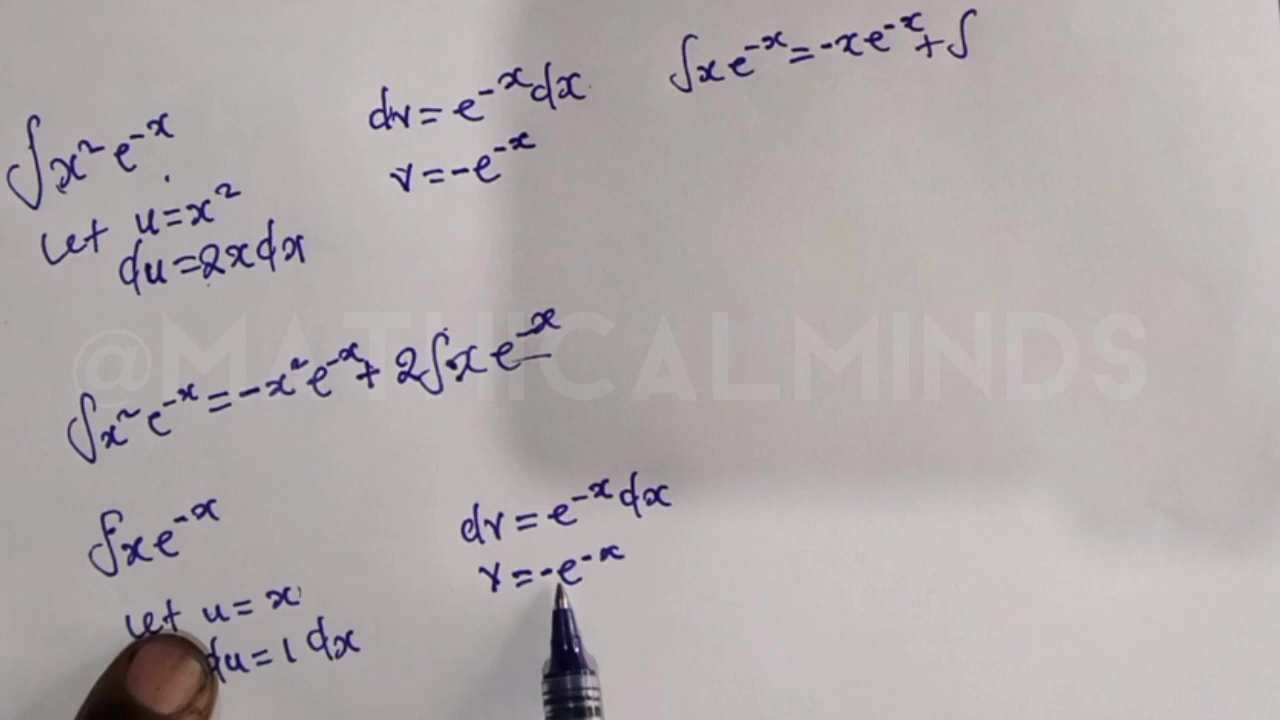 ∫x²e⁻ˣ
let u=x²
du=2xdx
dv=e⁻ˣdx
v=-e⁻ˣ
∫xe⁻ˣ=-xe⁻ˣ+∫
∫x²e⁻ˣ=-x²e⁻ˣ+2∫xe⁻ˣ
@MATHICALMINDS
∫xe⁻ˣ
let u=x
du=1dx
dv=e⁻ˣdx
v=-e⁻ˣ